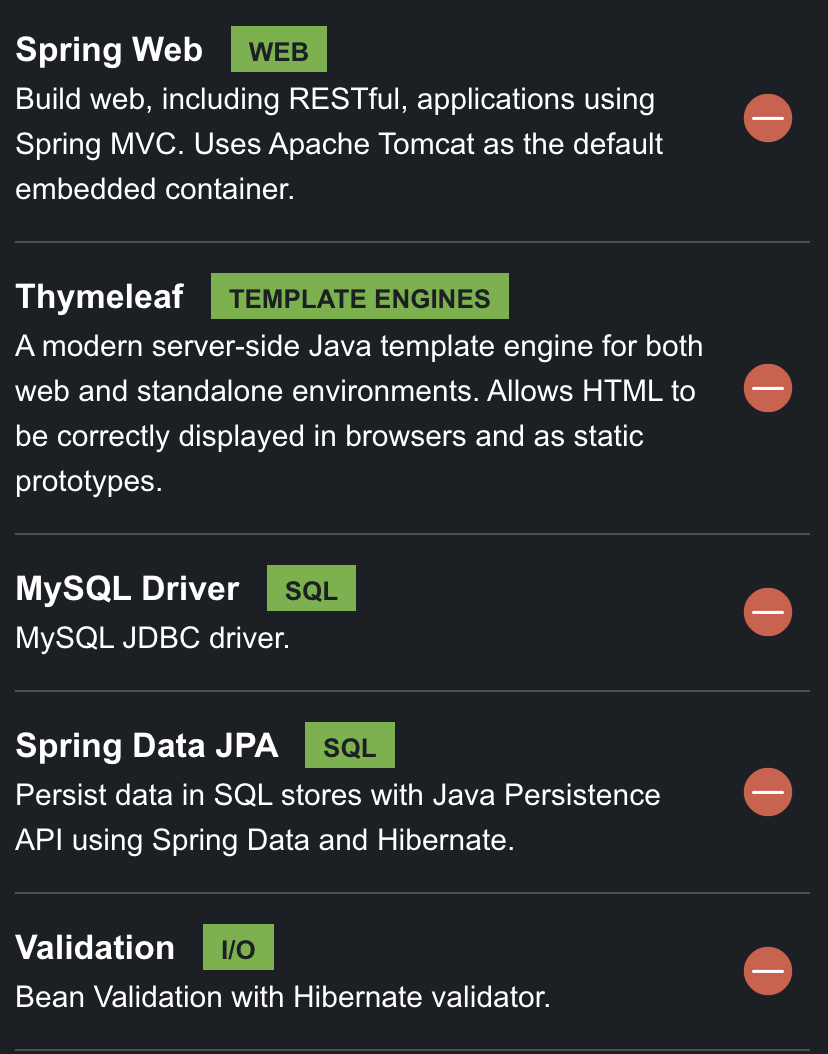 Spring Web WEB
Build web, including RESTful, applications using
Spring MVC. Uses Apache Tomcat as the default
embedded container.
Thymeleaf TEMPLATE ENGINES
A modern server-side Java template engine for both
web and standalone environments. Allows HTML to
be correctly displayed in browsers and as static
prototypes.
MySQL Driver SQL
MySQL JDBC driver.
Spring Data JPA SQL
Persist data in SQL stores with Java Persistence
API using Spring Data and Hibernate.
Validation I/O
Bean Validation with Hibernate validator.